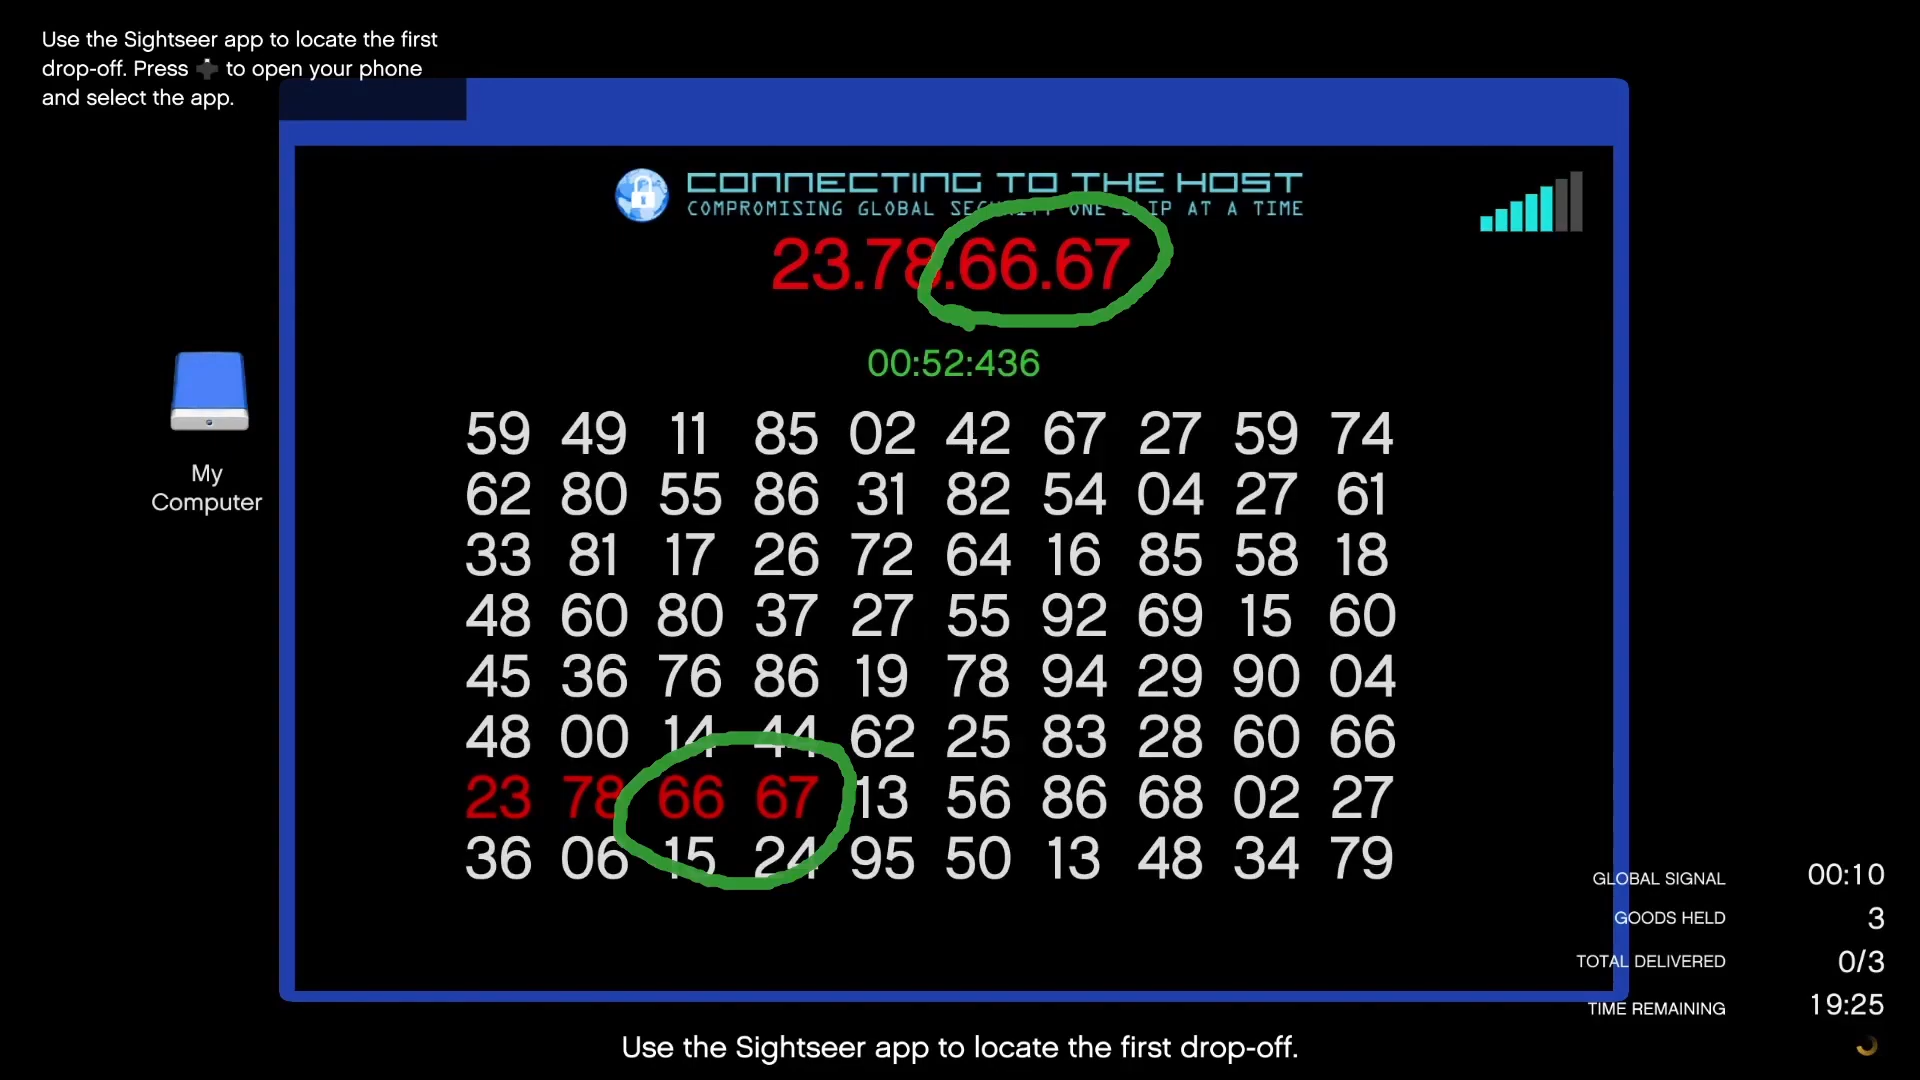 Use the Sightseer app to locate the first
drop-off. Press to open your phone
and select the app.
CONNECTING TO THE HOST
COMPROMISING GLOBAL SECURITY ONE SLIP AT A TIME
23.78.66.67
00:52:436
59 49 11 85 02 42 67 27 59 74
62 80 55 86 31 82 54 04 27 61
33 81 17 26 72 64 16 85 58 18
48 60 80 37 27 55 92 69 15 60
45 36 76 86 19 78 94 29 90 04
48 00 14 44 62 25 83 28 60 66
23 78 66 67 13 56 86 68 02 27
36 06 15 24 95 50 13 48 34 79
My
Computer
GLOBAL SIGNAL 00:10
GOODS HELD 3
TOTAL DELIVERED 0/3
TIME REMAINING 19:25
Use the Sightseer app to locate the first drop-off.